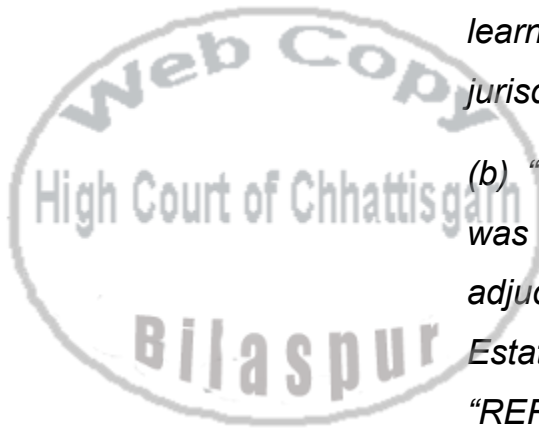 learn
Web Copy
jurisd
High Court of Chhattisgarh
(b) “
was
adjud
Bilaspur
Estat
“REF